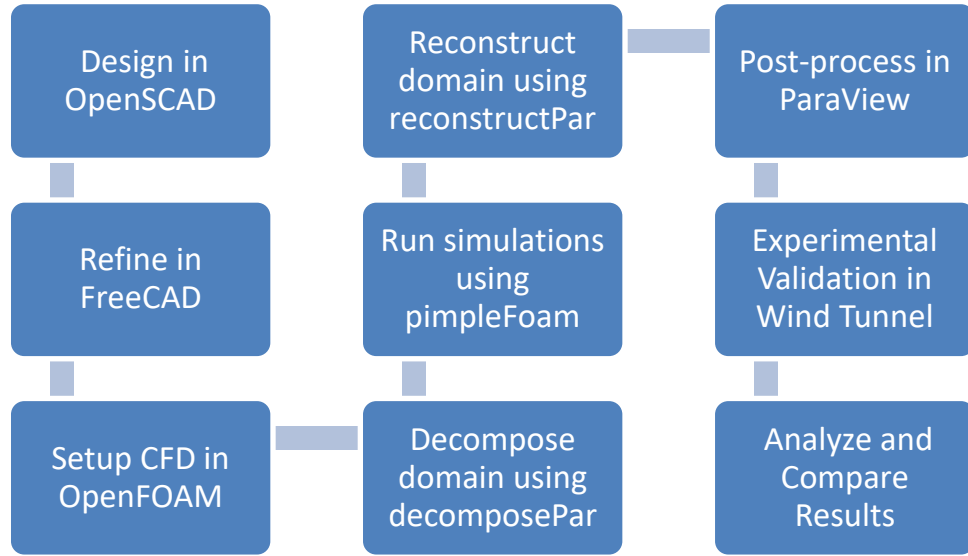 Design in
OpenSCAD
Refine in
FreeCAD
Setup CFD in
OpenFOAM
Decompose
domain using
decomposePar
Run simulations
using
pimpleFoam
Reconstruct
domain using
reconstructPar
Post-process in
ParaView
Experimental
Validation in
Wind Tunnel
Analyze and
Compare
Results